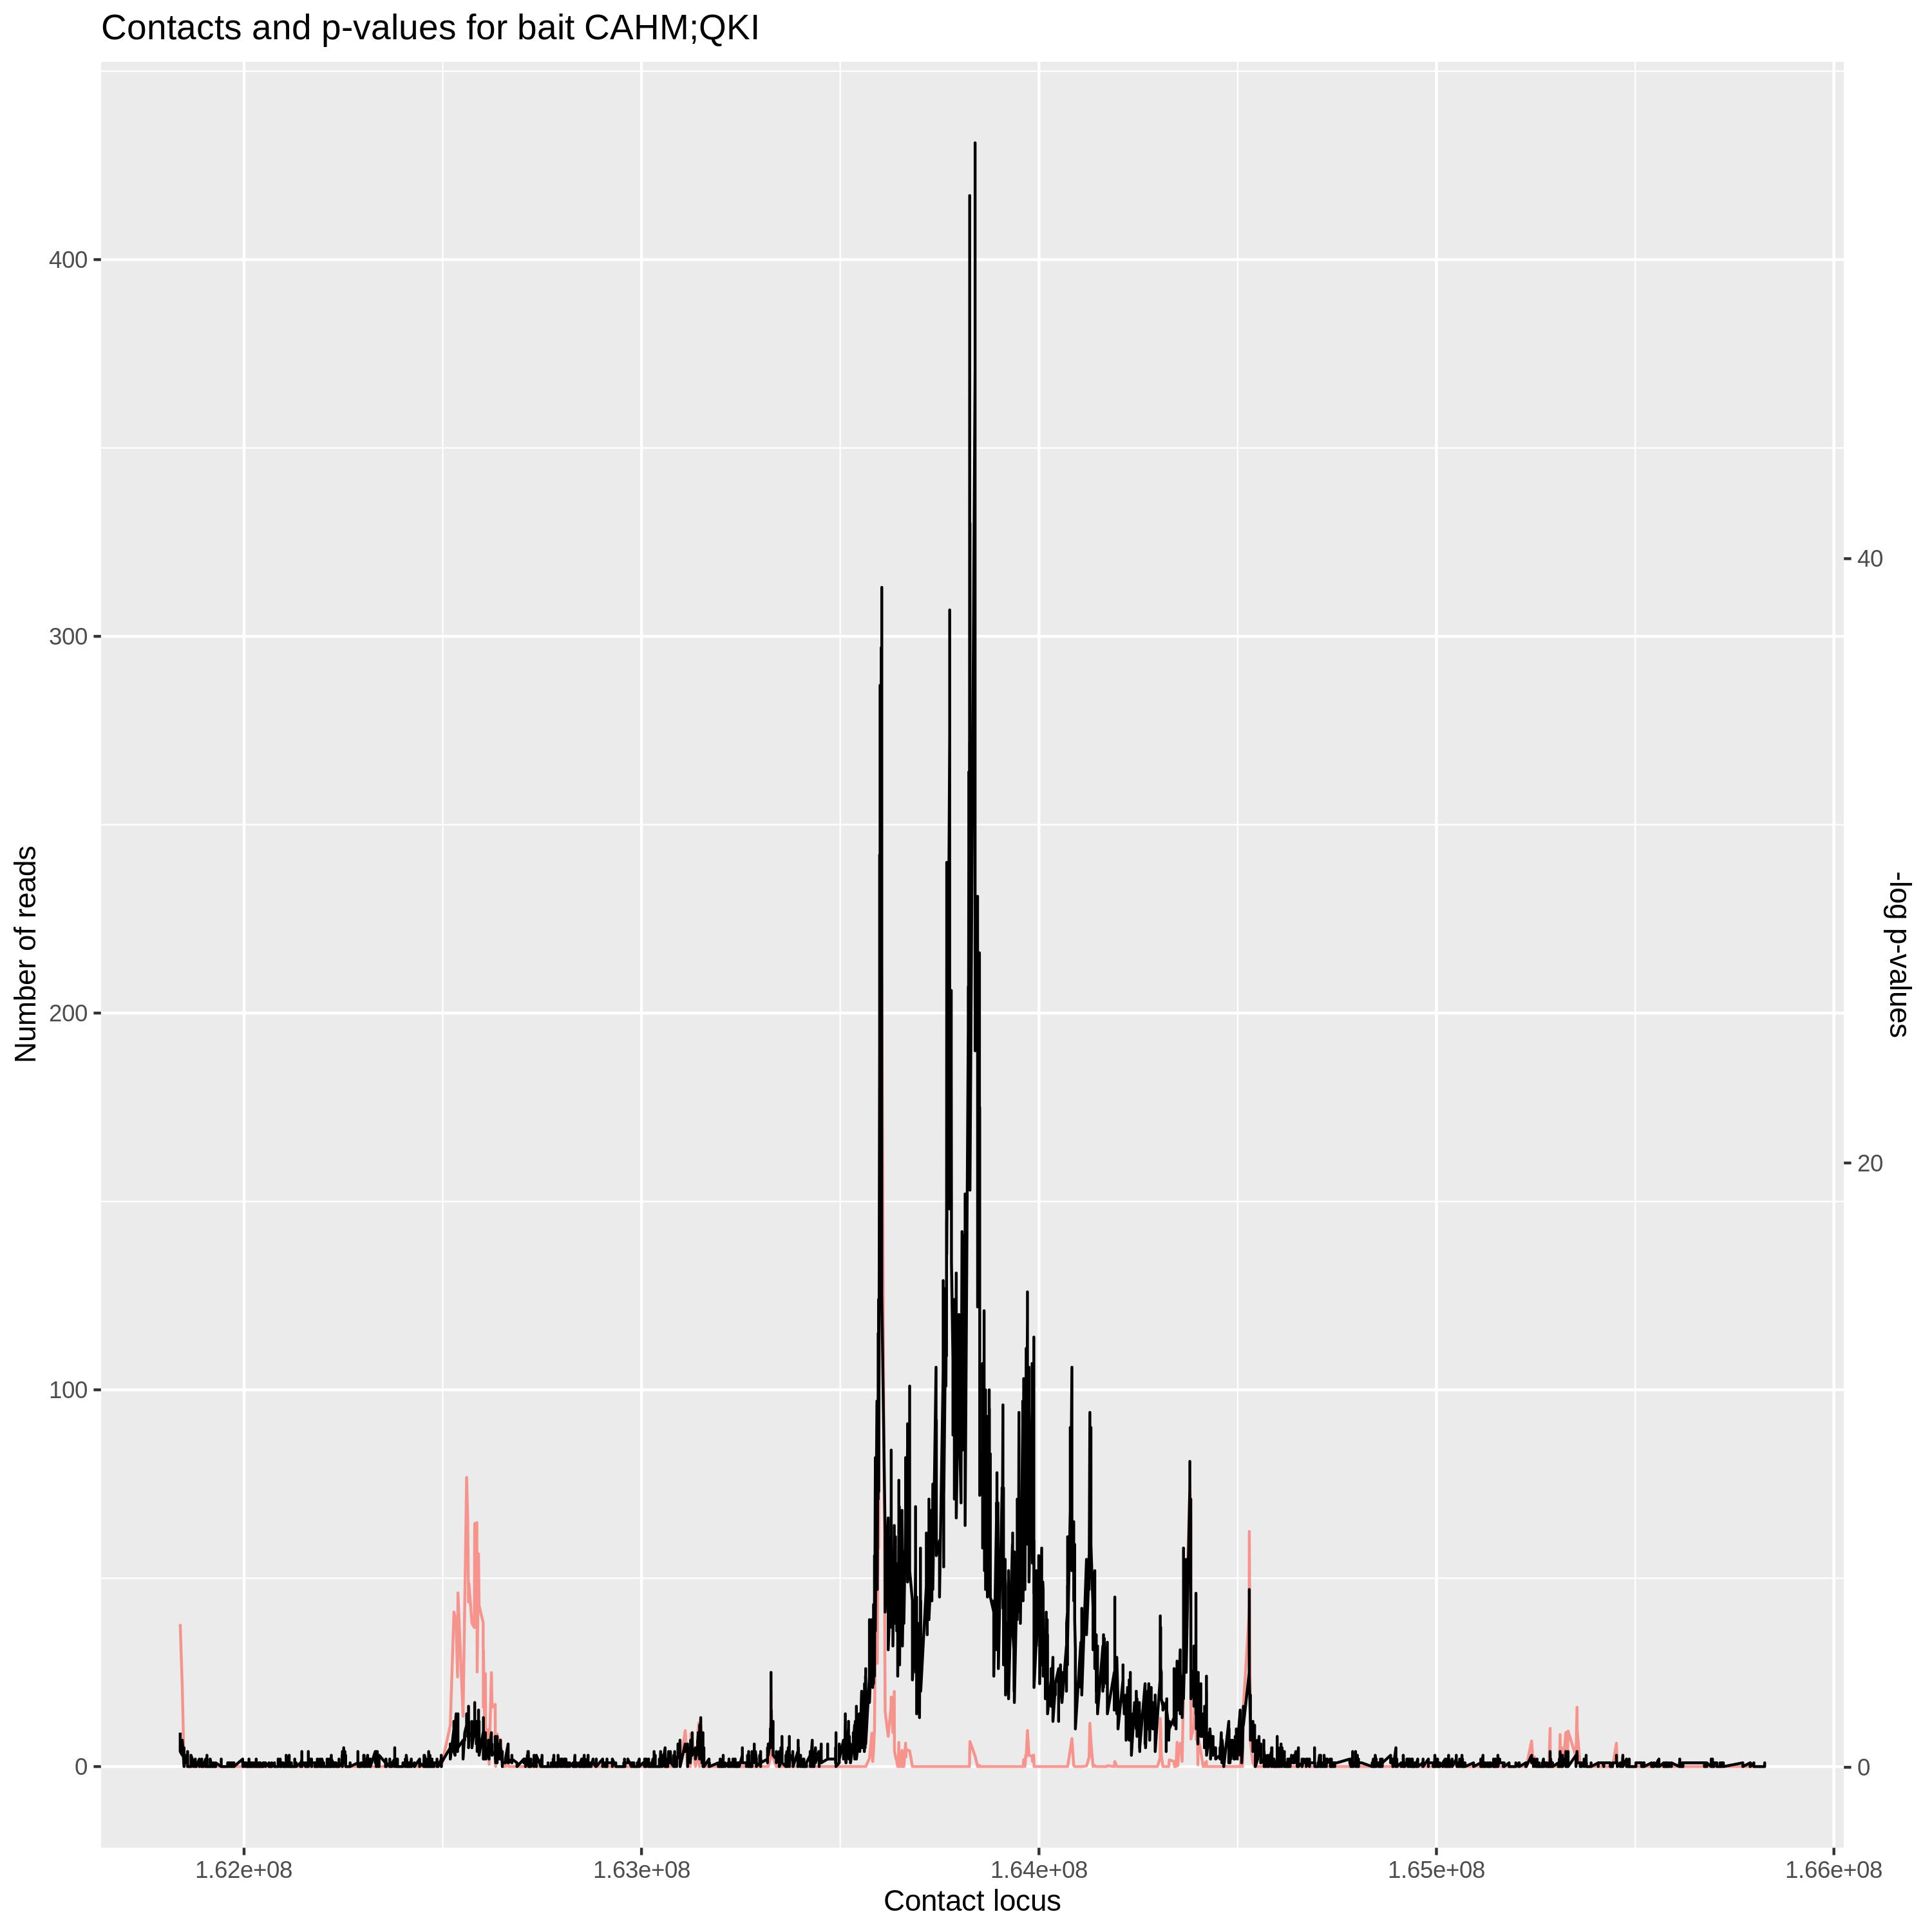 Contacts and p-values for bait CAHM;QKI
Number of reads
400
300
200
100
0
40
20
0
-log p-values
1.62e+08 1.63e+08 1.64e+08 1.65e+08 1.66e+08
Contact locus